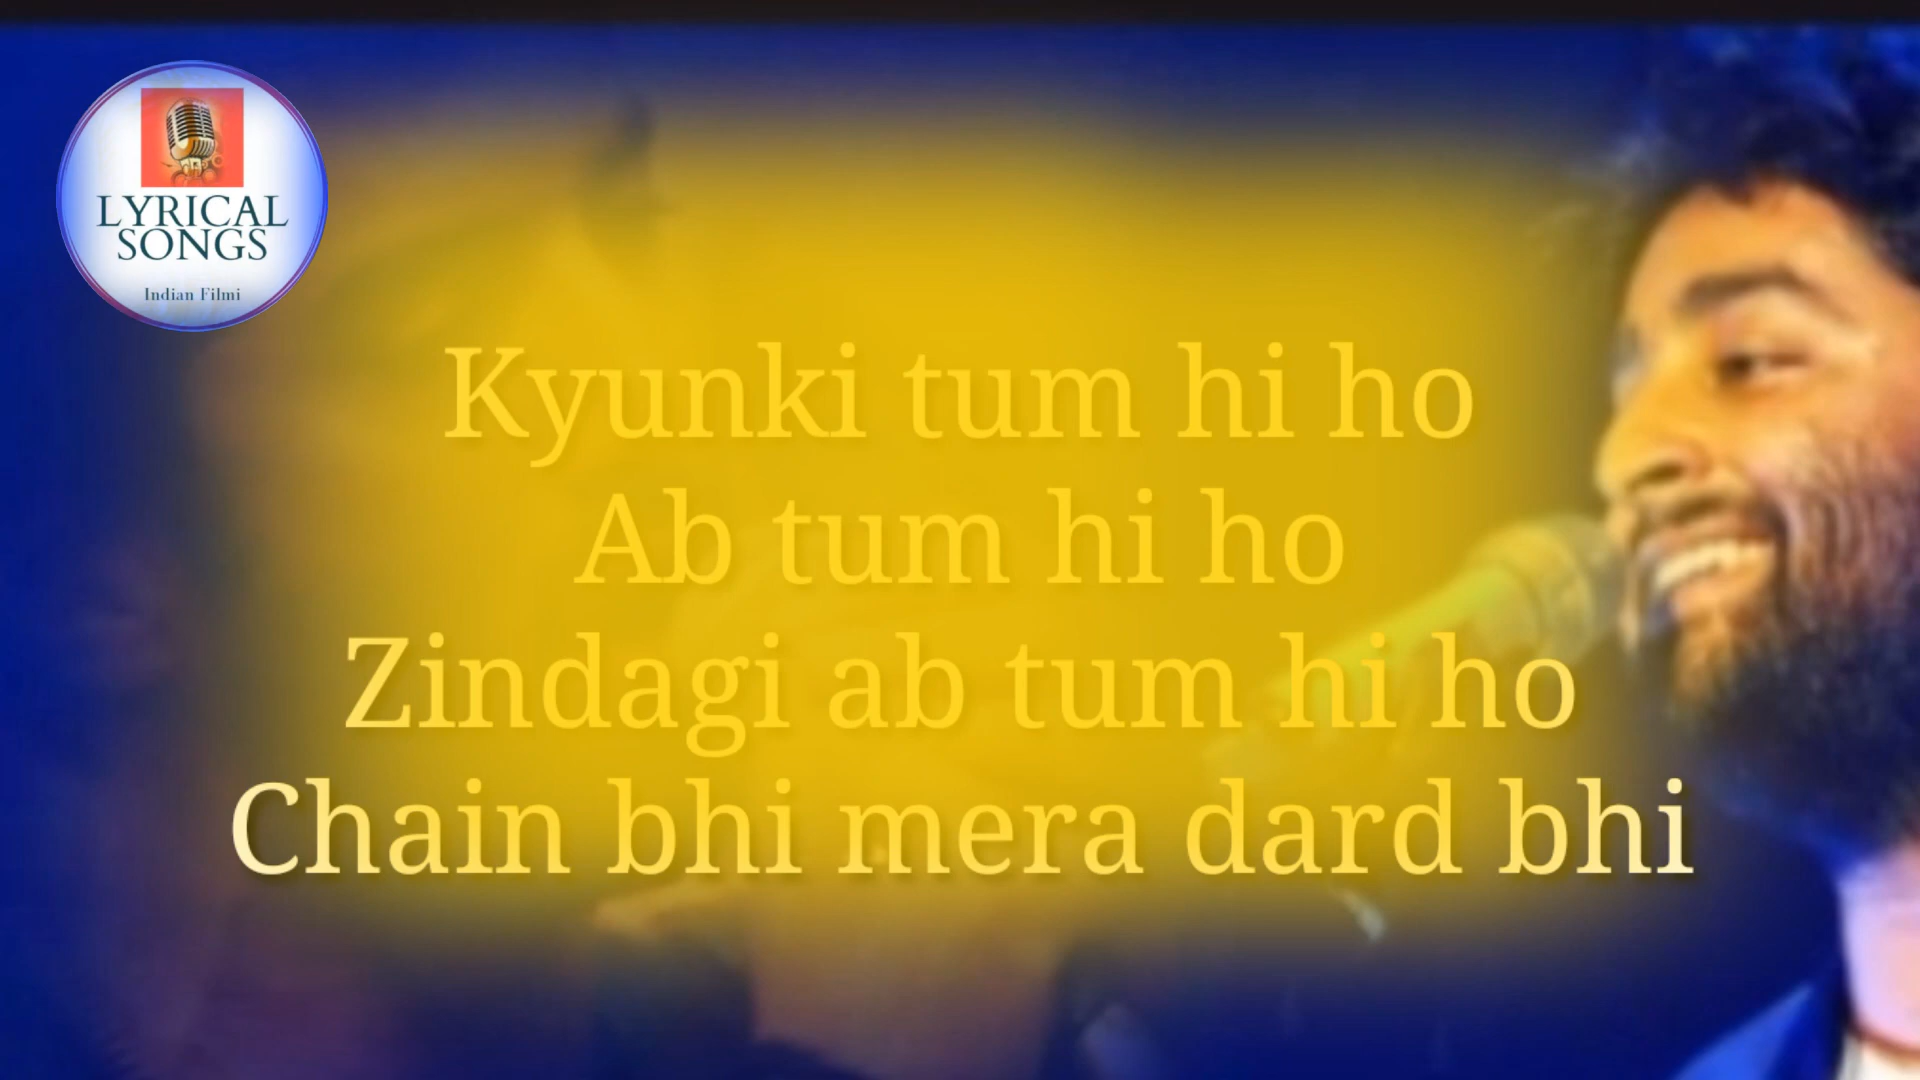 LYRICAL
SONGS
Indian Filmi
Kyunki tum hi ho
Ab tum hi ho
Zindagi ab tum hi ho
Chain bhi mera dard bhi